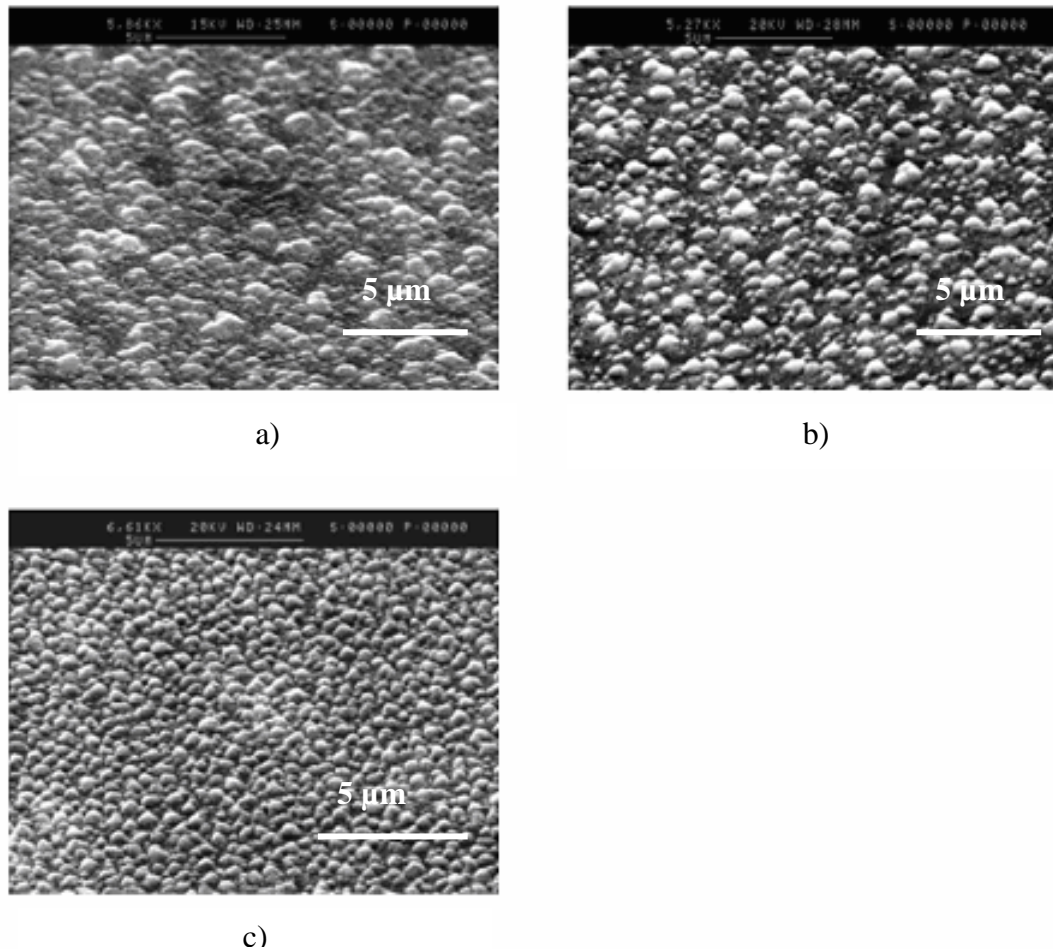 5.86KX 15KV WD:25MM S:00000 P:00000
5UM
5 µm
a)
5.27KX 20KV WD:28MM S:00000 P:00000
5UM
5 µm
b)
6.61KX 20KV WD:24MM S:00000 P:00000
5UM
5 µm
c)